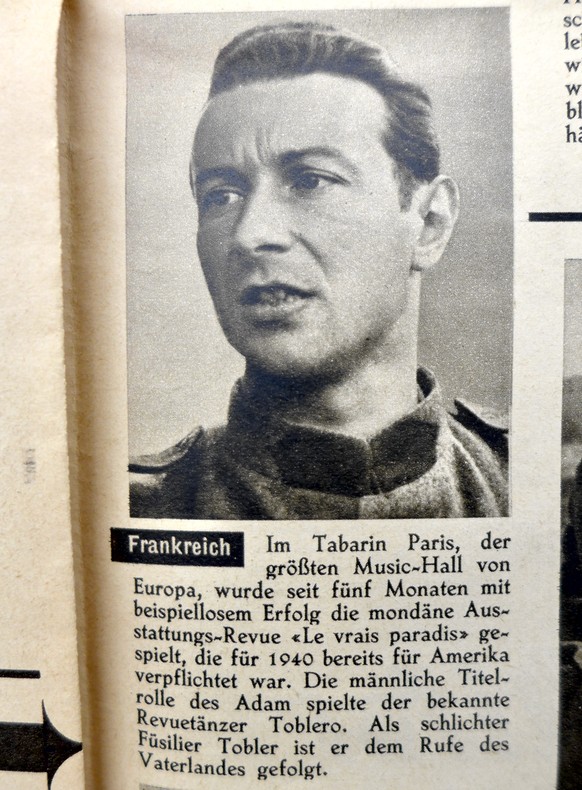 Frankreich Im Tabarin Paris, der
größten Music-Hall von
Europa, wurde seit fünf Monaten mit
beispiellosem Erfolg die mondäne Aus-
stattungs-Revue «Le vrais paradis» ge-
spielt, die für 1940 bereits für Amerika
verpflichtet war. Die männliche Titel-
rolle des Adam spielte der bekannte
Revuetänzer Toblero. Als schlichter
Füsilier Tobler ist er dem Rufe des
Vaterlandes gefolgt.